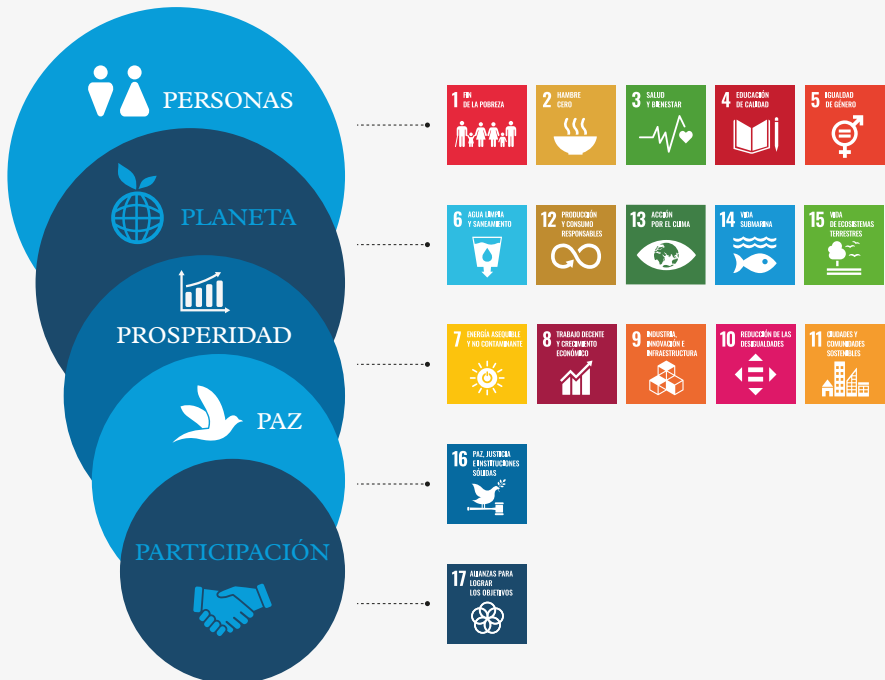 PERSONAS
1 FIN
DE LA POBREZA
2 HAMBRE
CERO
3 SALUD
Y BIENESTAR
4 EDUCACIÓN
DE CALIDAD
5 IGUALDAD
DE GÉNERO
PLANETA
6 AGUA LIMPIA
Y SANEAMIENTO
12 PRODUCCIÓN
Y CONSUMO
RESPONSABLES
13 ACCIÓN
POR EL CLIMA
14 VIDA
SUBMARINA
15 VIDA
DE ECOSISTEMAS
TERRESTRES
PROSPERIDAD
7 ENERGÍA ASEQUIBLE
Y NO CONTAMINANTE
8 TRABAJO DECENTE
Y CRECIMIENTO
ECONÓMICO
9 INDUSTRIA,
INNOVACIÓN E
INFRAESTRUCTURA
10 REDUCCIÓN DE LAS
DESIGUALDADES
11 CIUDADES Y
COMUNIDADES
SOSTENIBLES
PAZ
16 PAZ, JUSTICIA
E INSTITUCIONES
SÓLIDAS
PARTICIPACIÓN
17 ALIANZAS PARA
LOGRAR
LOS OBJETIVOS